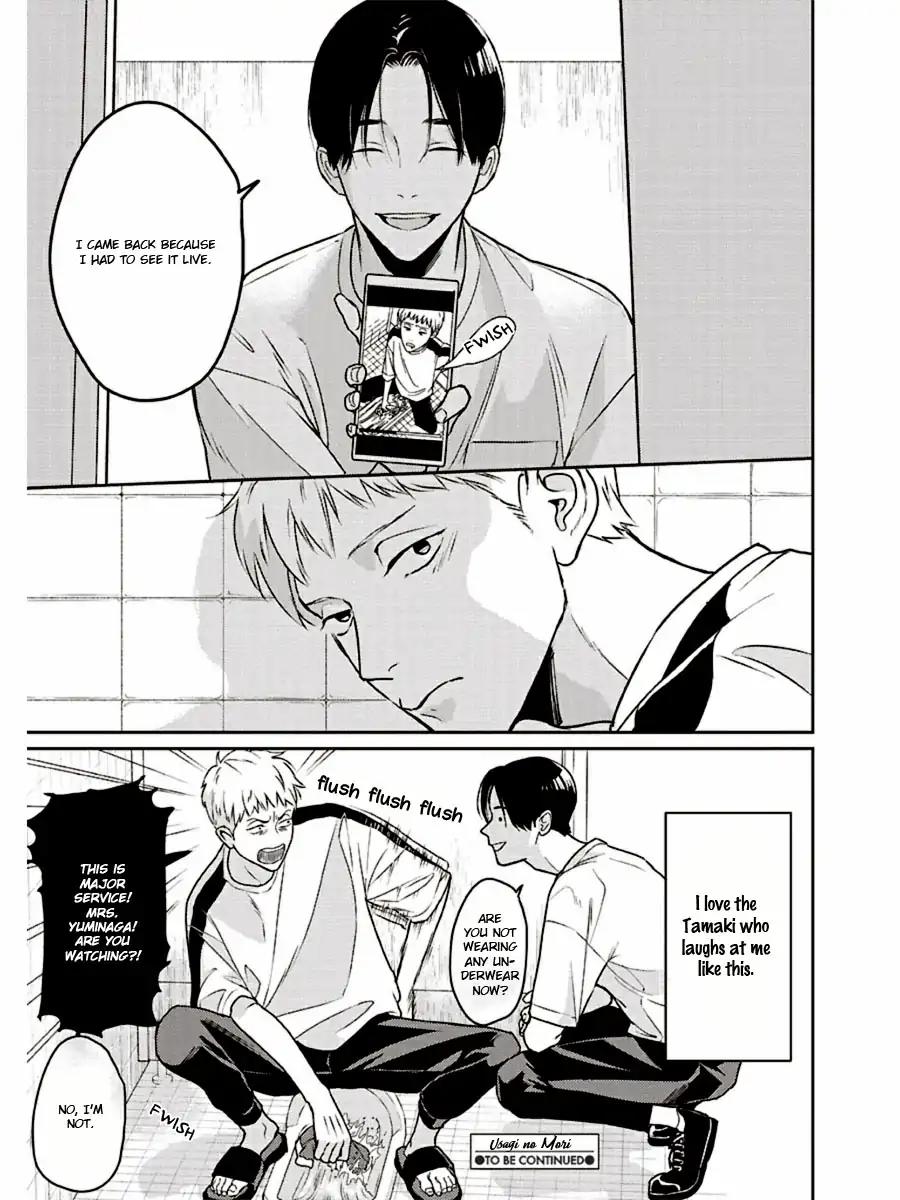 I CAME BACK BECAUSE
I HAD TO SEE IT LIVE.
FWISH
flush flush flush
I love the
Tamaki who
laughs at me
like this.
ARE
YOU NOT
WEARING
ANY UN-
DERWEAR
NOW?
THIS IS
MAJOR
SERVICE!
MRS.
YUMINAGA!
ARE YOU
WATCHING?!
NO, I'M
NOT.
FWISH
Usagi no Mori
●TO BE CONTINUED●